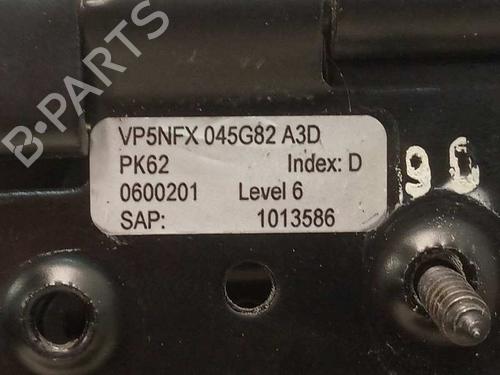 B-PARTS
VP5NFX 045G82 A3D
PK62 Index: D
0600201 Level 6
SAP: 1013586